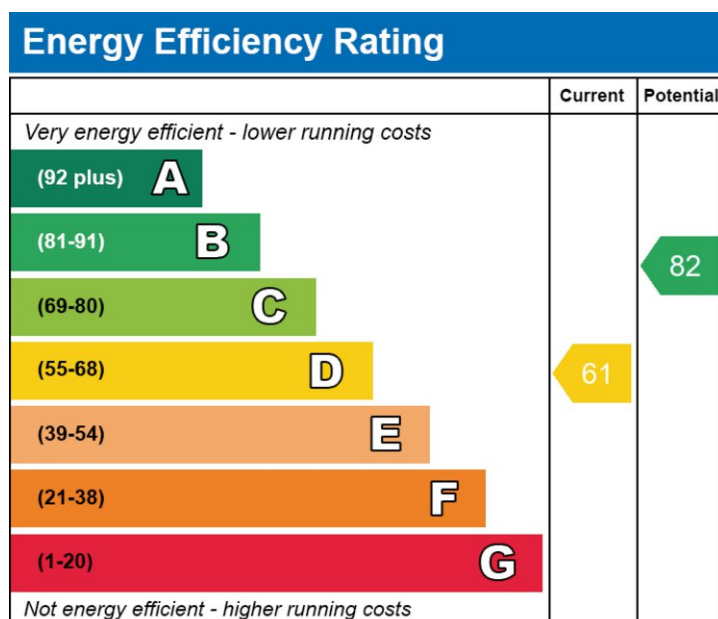 Energy Efficiency Rating
Current Potential
Very energy efficient - lower running costs
(92 plus) A
(81-91) B
82
(69-80) C
(55-68) D
61
(39-54) E
(21-38) F
(1-20) G
Not energy efficient - higher running costs